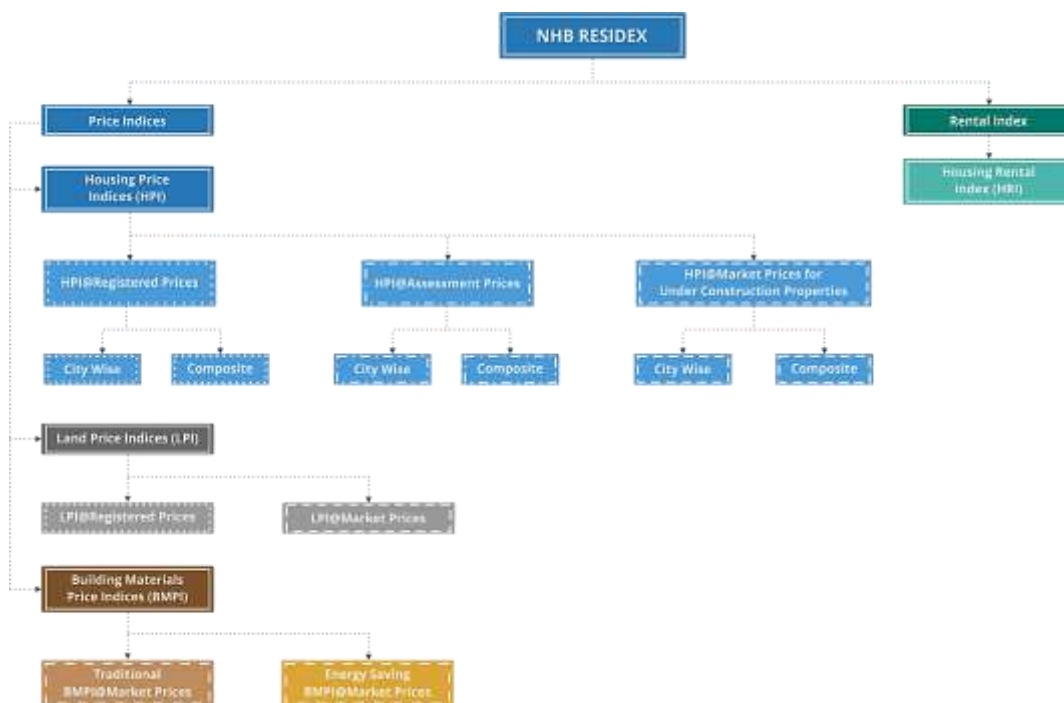 NHB RESIDEX
Price Indices
Rental Index
Housing Price
Indices (HPI)
Housing Rental
Index (HRI)
HPI@Registered Prices
HPI@Assessment Prices
HPI@Market Prices for
Under Construction Properties
City Wise
Composite
City Wise
Composite
City Wise
Composite
Land Price Indices (LPI)
LPI@Registered Prices
LPI@Market Prices
Building Materials
Price Indices (BMPI)
Traditional
BMPI@Market Prices
Energy Saving
BMPI@Market Prices